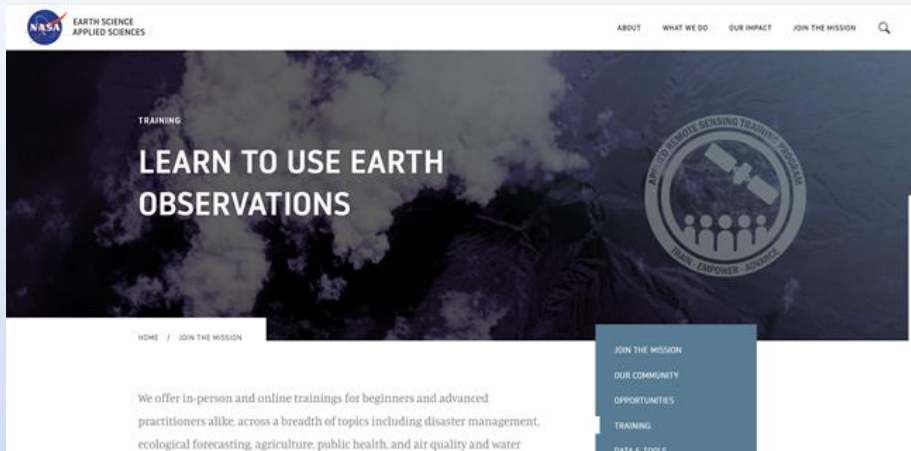 NASA
EARTH SCIENCE
APPLIED SCIENCES
ABOUT WHAT WE DO OUR IMPACT JOIN THE MISSION
TRAINING
LEARN TO USE EARTH
OBSERVATIONS
APPLIED REMOTE SENSING TRAINING PROGRAM
TRAIN - EMPOWER - ADVANCE
HOME / JOIN THE MISSION
We offer in-person and online trainings for beginners and advanced
practitioners alike, across a breadth of topics including disaster management,
ecological forecasting, agriculture, public health, and air quality and water
JOIN THE MISSION
OUR COMMUNITY
OPPORTUNITIES
TRAINING
DATA & TOOLS